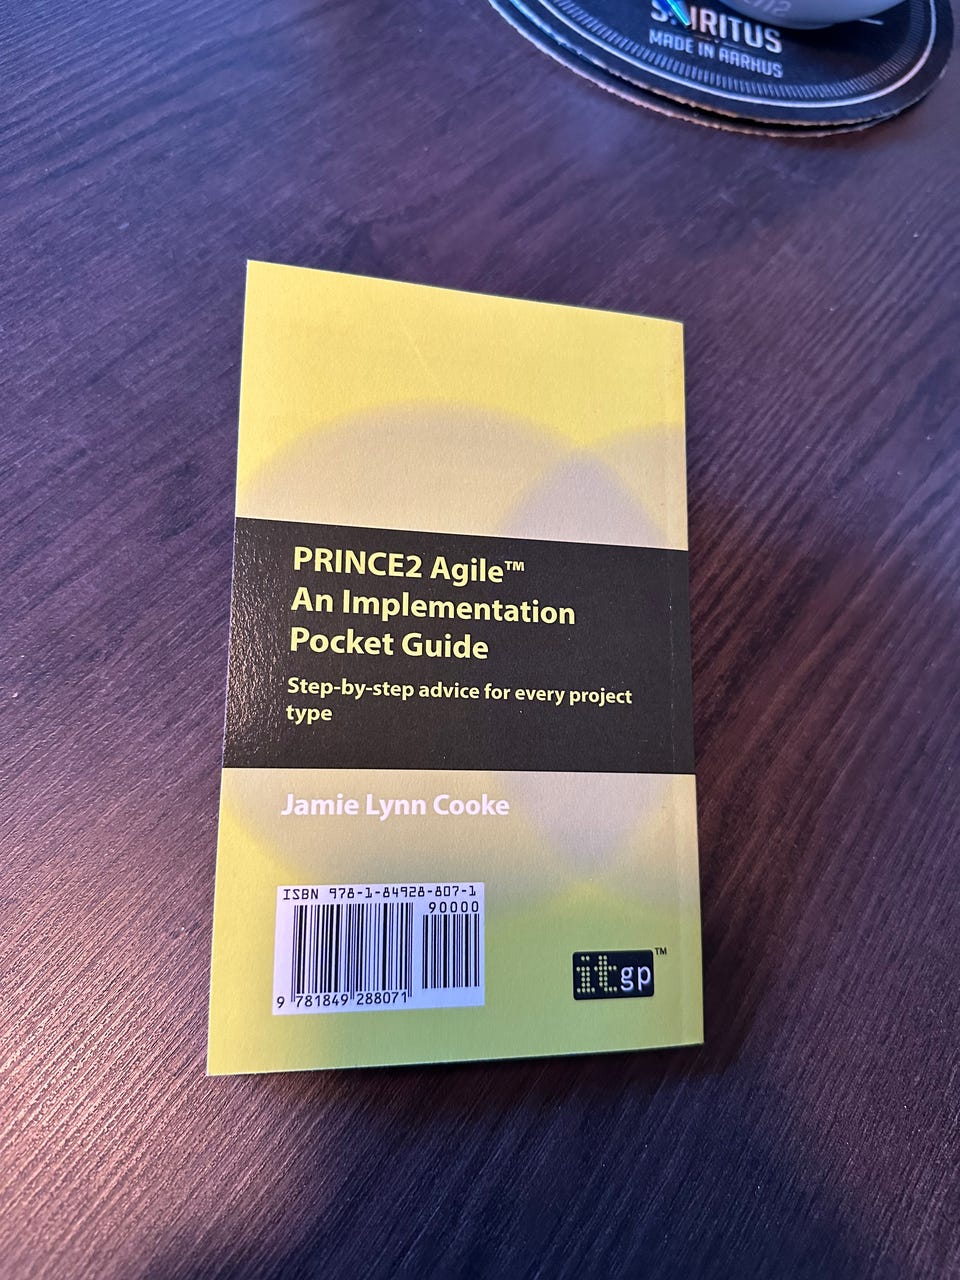 MADE IN AARHUS
PRINCE2 Agile™
An Implementation
Pocket Guide
Step-by-step advice for every project
type
Jamie Lynn Cooke
ISBN 978-1-84928-807-1
90000
9 781849 288071
itgp™